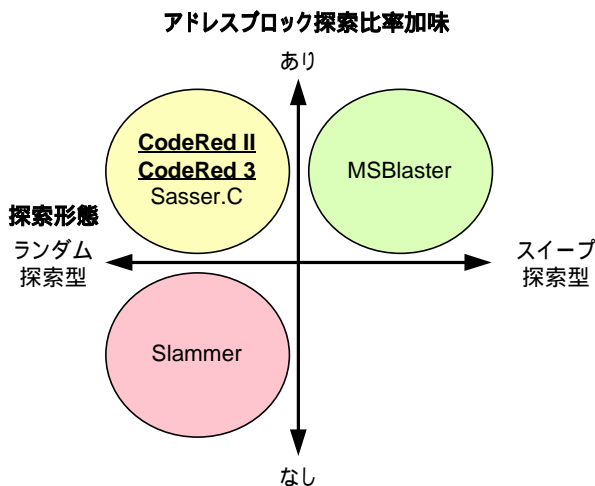 アドレスブロック探索比率加味
あり
CodeRed II
CodeRed 3
Sasser.C
MSBlaster
探索形態
ランダム
探索型
スイープ
探索型
Slammer
なし